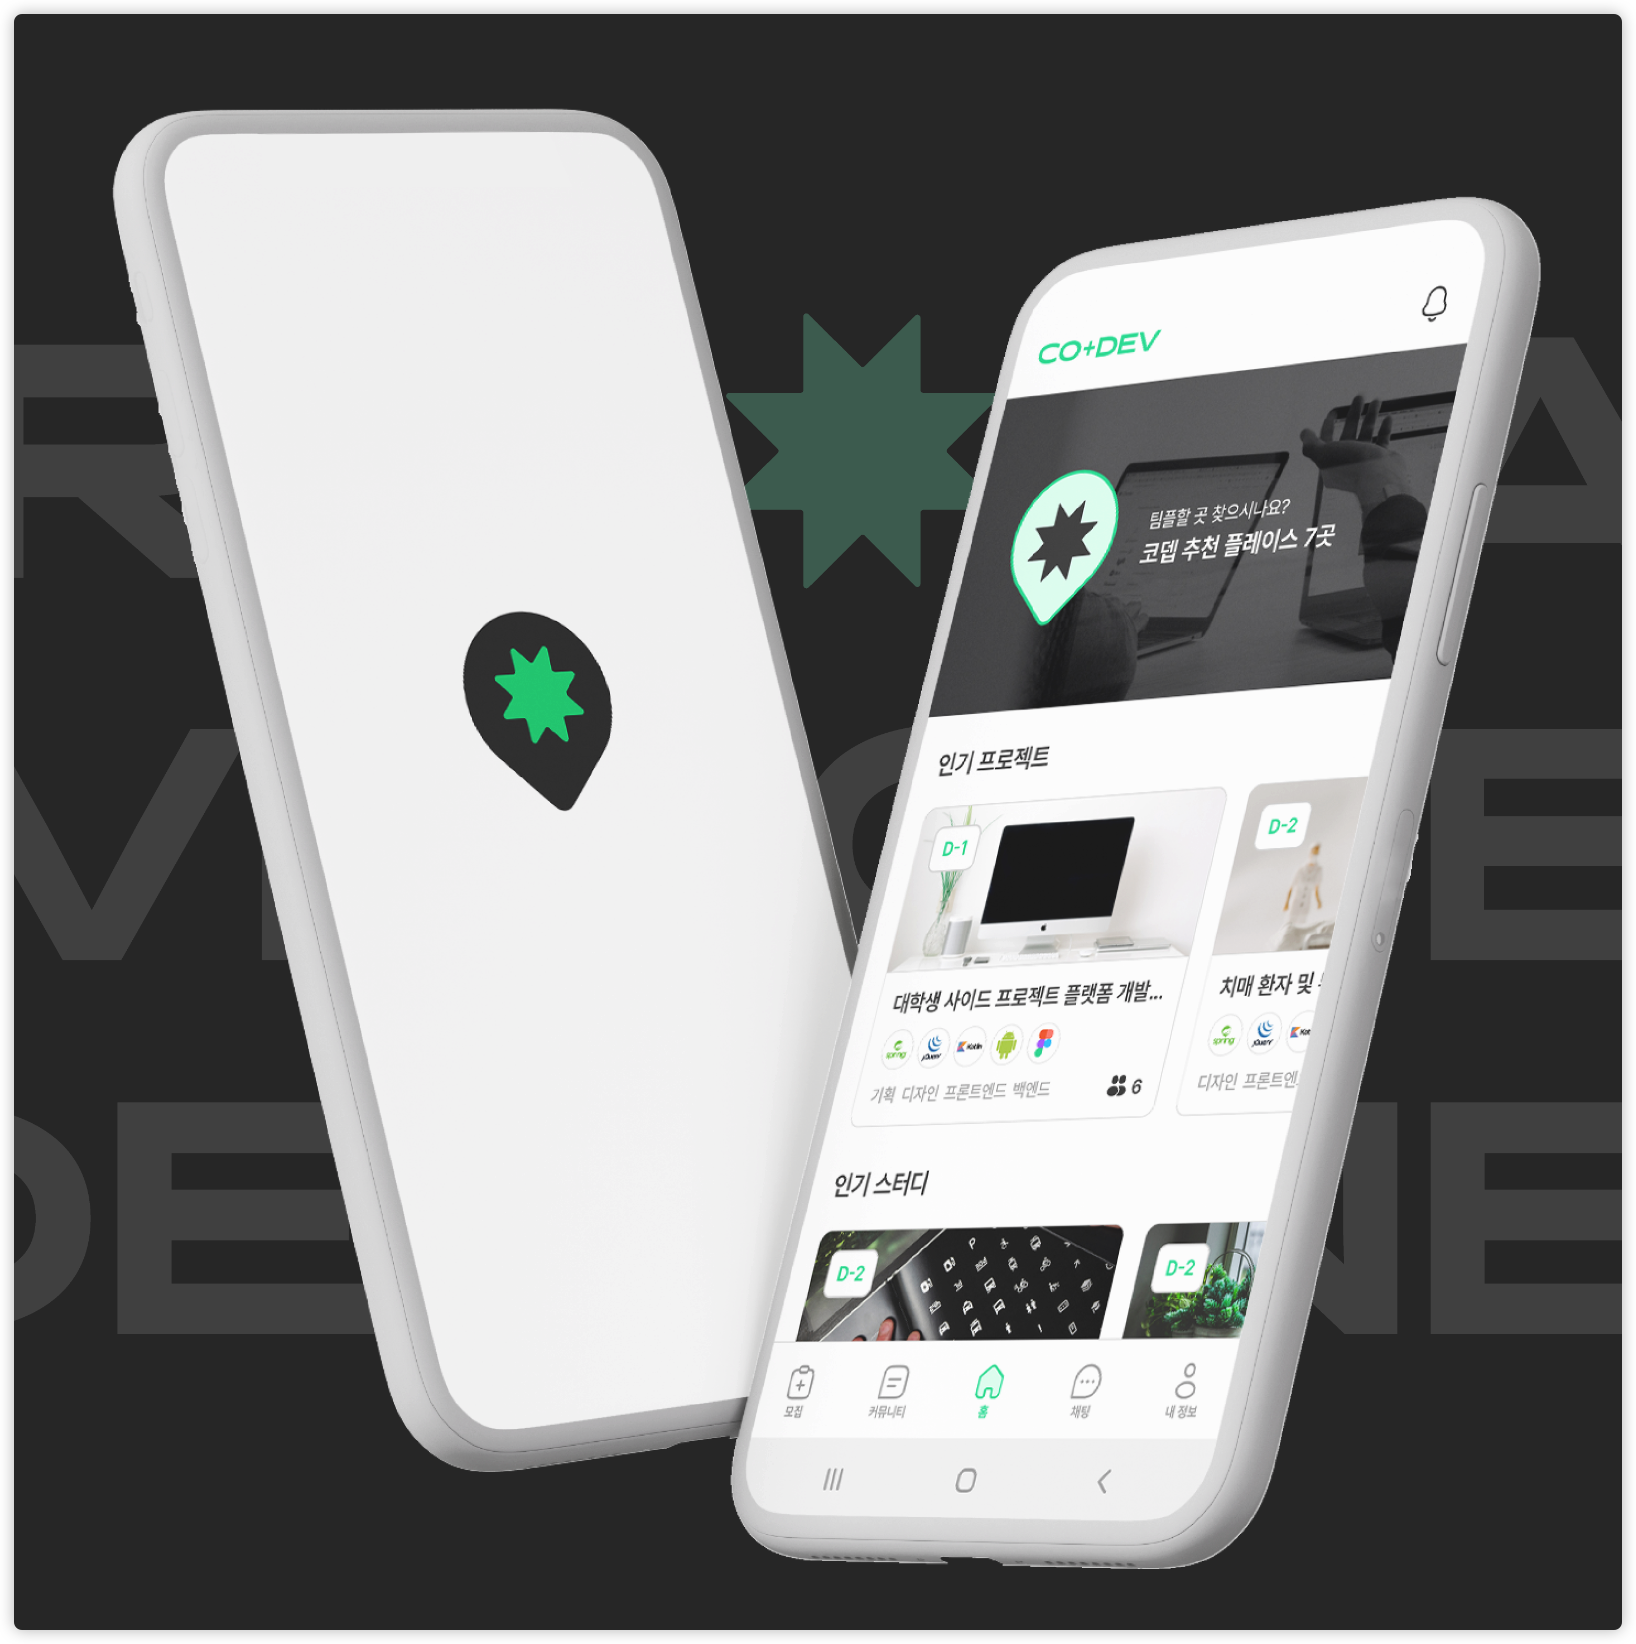 CO+DEV
팀플할 곳 찾으시나요?
코뎁 추천 플레이스 7곳
인기 프로젝트
D-1
D-2
대학생 사이드 프로젝트 플랫폼 개발...
치매 환자 및
spring jQuery Kotlin
spring jQuery Kot
기획 디자인 프론트엔드 백엔드
6
디자인 프론트엔
인기 스터디
D-2
D-2
모집
커뮤니티
홈
채팅
내 정보
R A
V E
DE NE